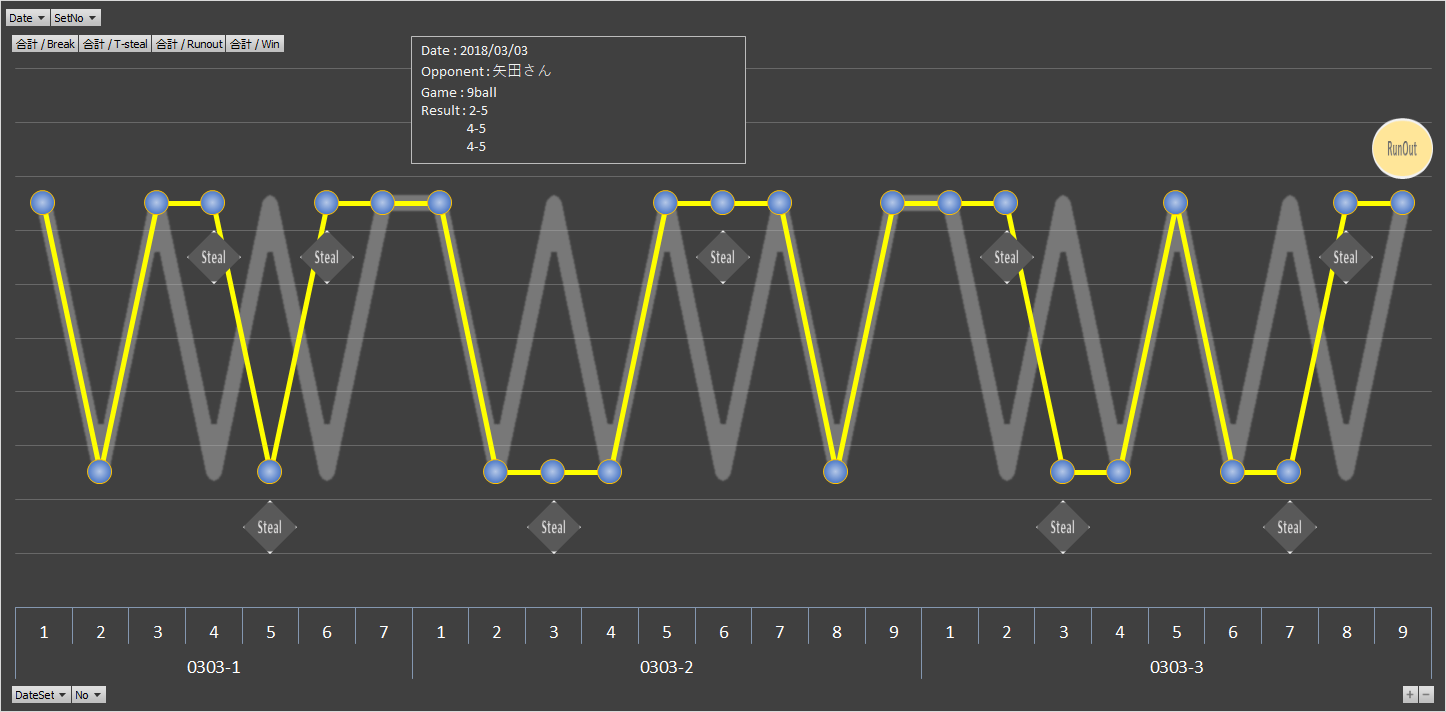 Date SetNo
合計 / Break 合計 / T-steal 合計 / Runout 合計 / Win
Date : 2018/03/03
Opponent : 矢田さん
Game : 9ball
Result : 2-5
4-5
4-5
RunOut
Steal Steal Steal Steal Steal
Steal Steal Steal Steal
1 2 3 4 5 6 7 1 2 3 4 5 6 7 8 9 1 2 3 4 5 6 7 8 9
0303-1 0303-2 0303-3
DateSet No + −